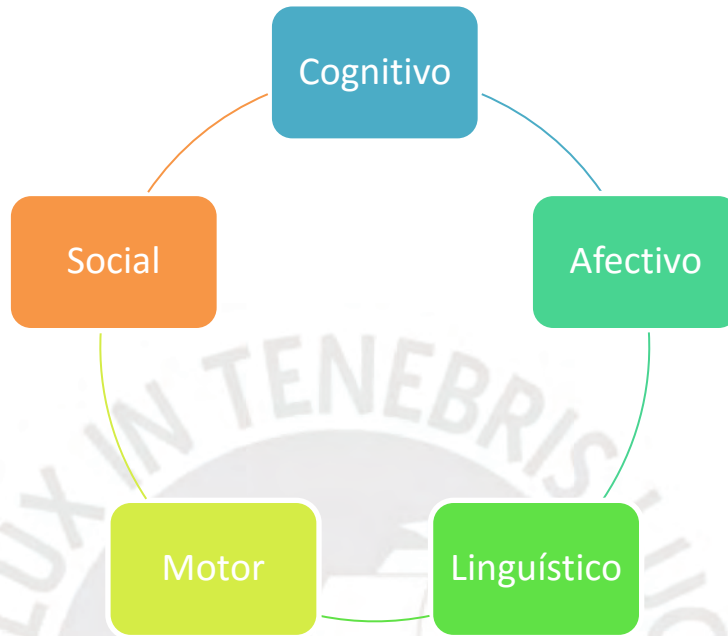 Cognitivo
Social
Afectivo
Motor
Linguístico
LUX IN TENEBRIS